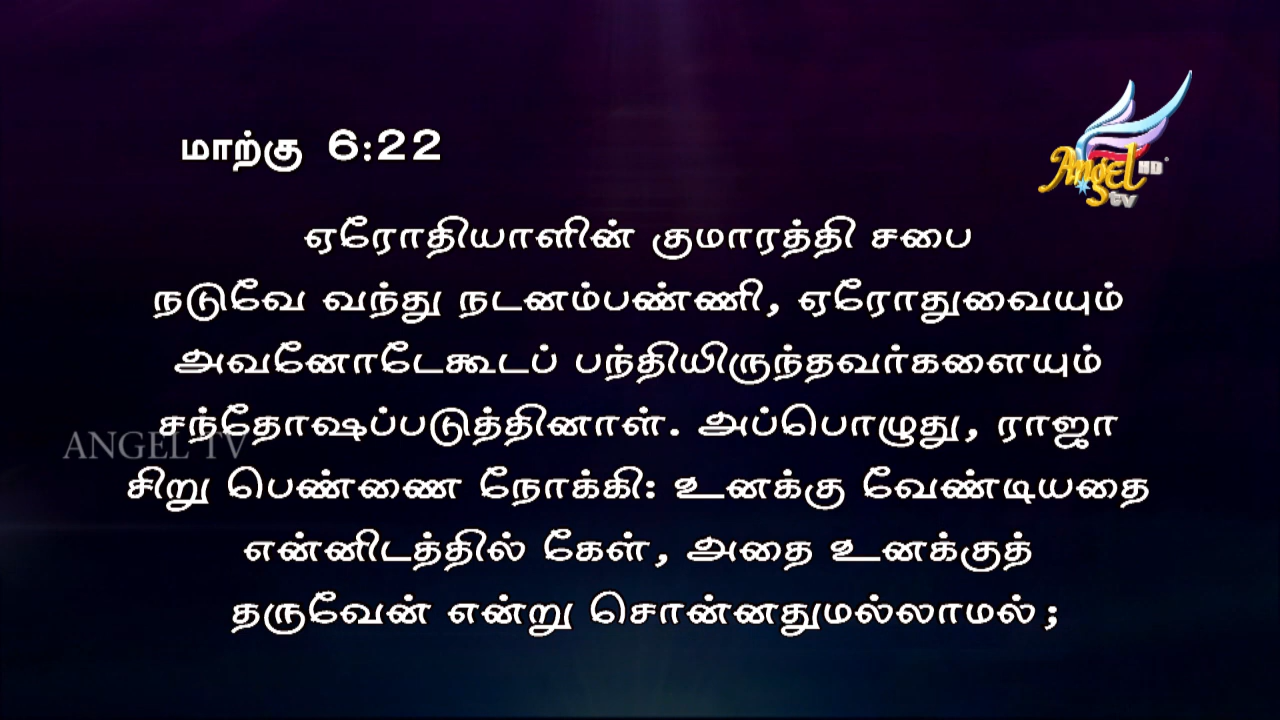 மாற்கு 6:22
Angel HD
tv
ஏரோதியாளின் குமாரத்தி சபை
நடுவே வந்து நடனம்பண்ணி, ஏரோதுவையும்
அவனோடேகூடப் பந்தியிருந்தவர்களையும்
சந்தோஷப்படுத்தினாள். அப்பொழுது, ராஜா
ANGEL TV
சிறு பெண்ணை நோக்கி: உனக்கு வேண்டியதை
என்னிடத்தில் கேள், அதை உனக்குத்
தருவேன் என்று சொன்னதுமல்லாமல்;